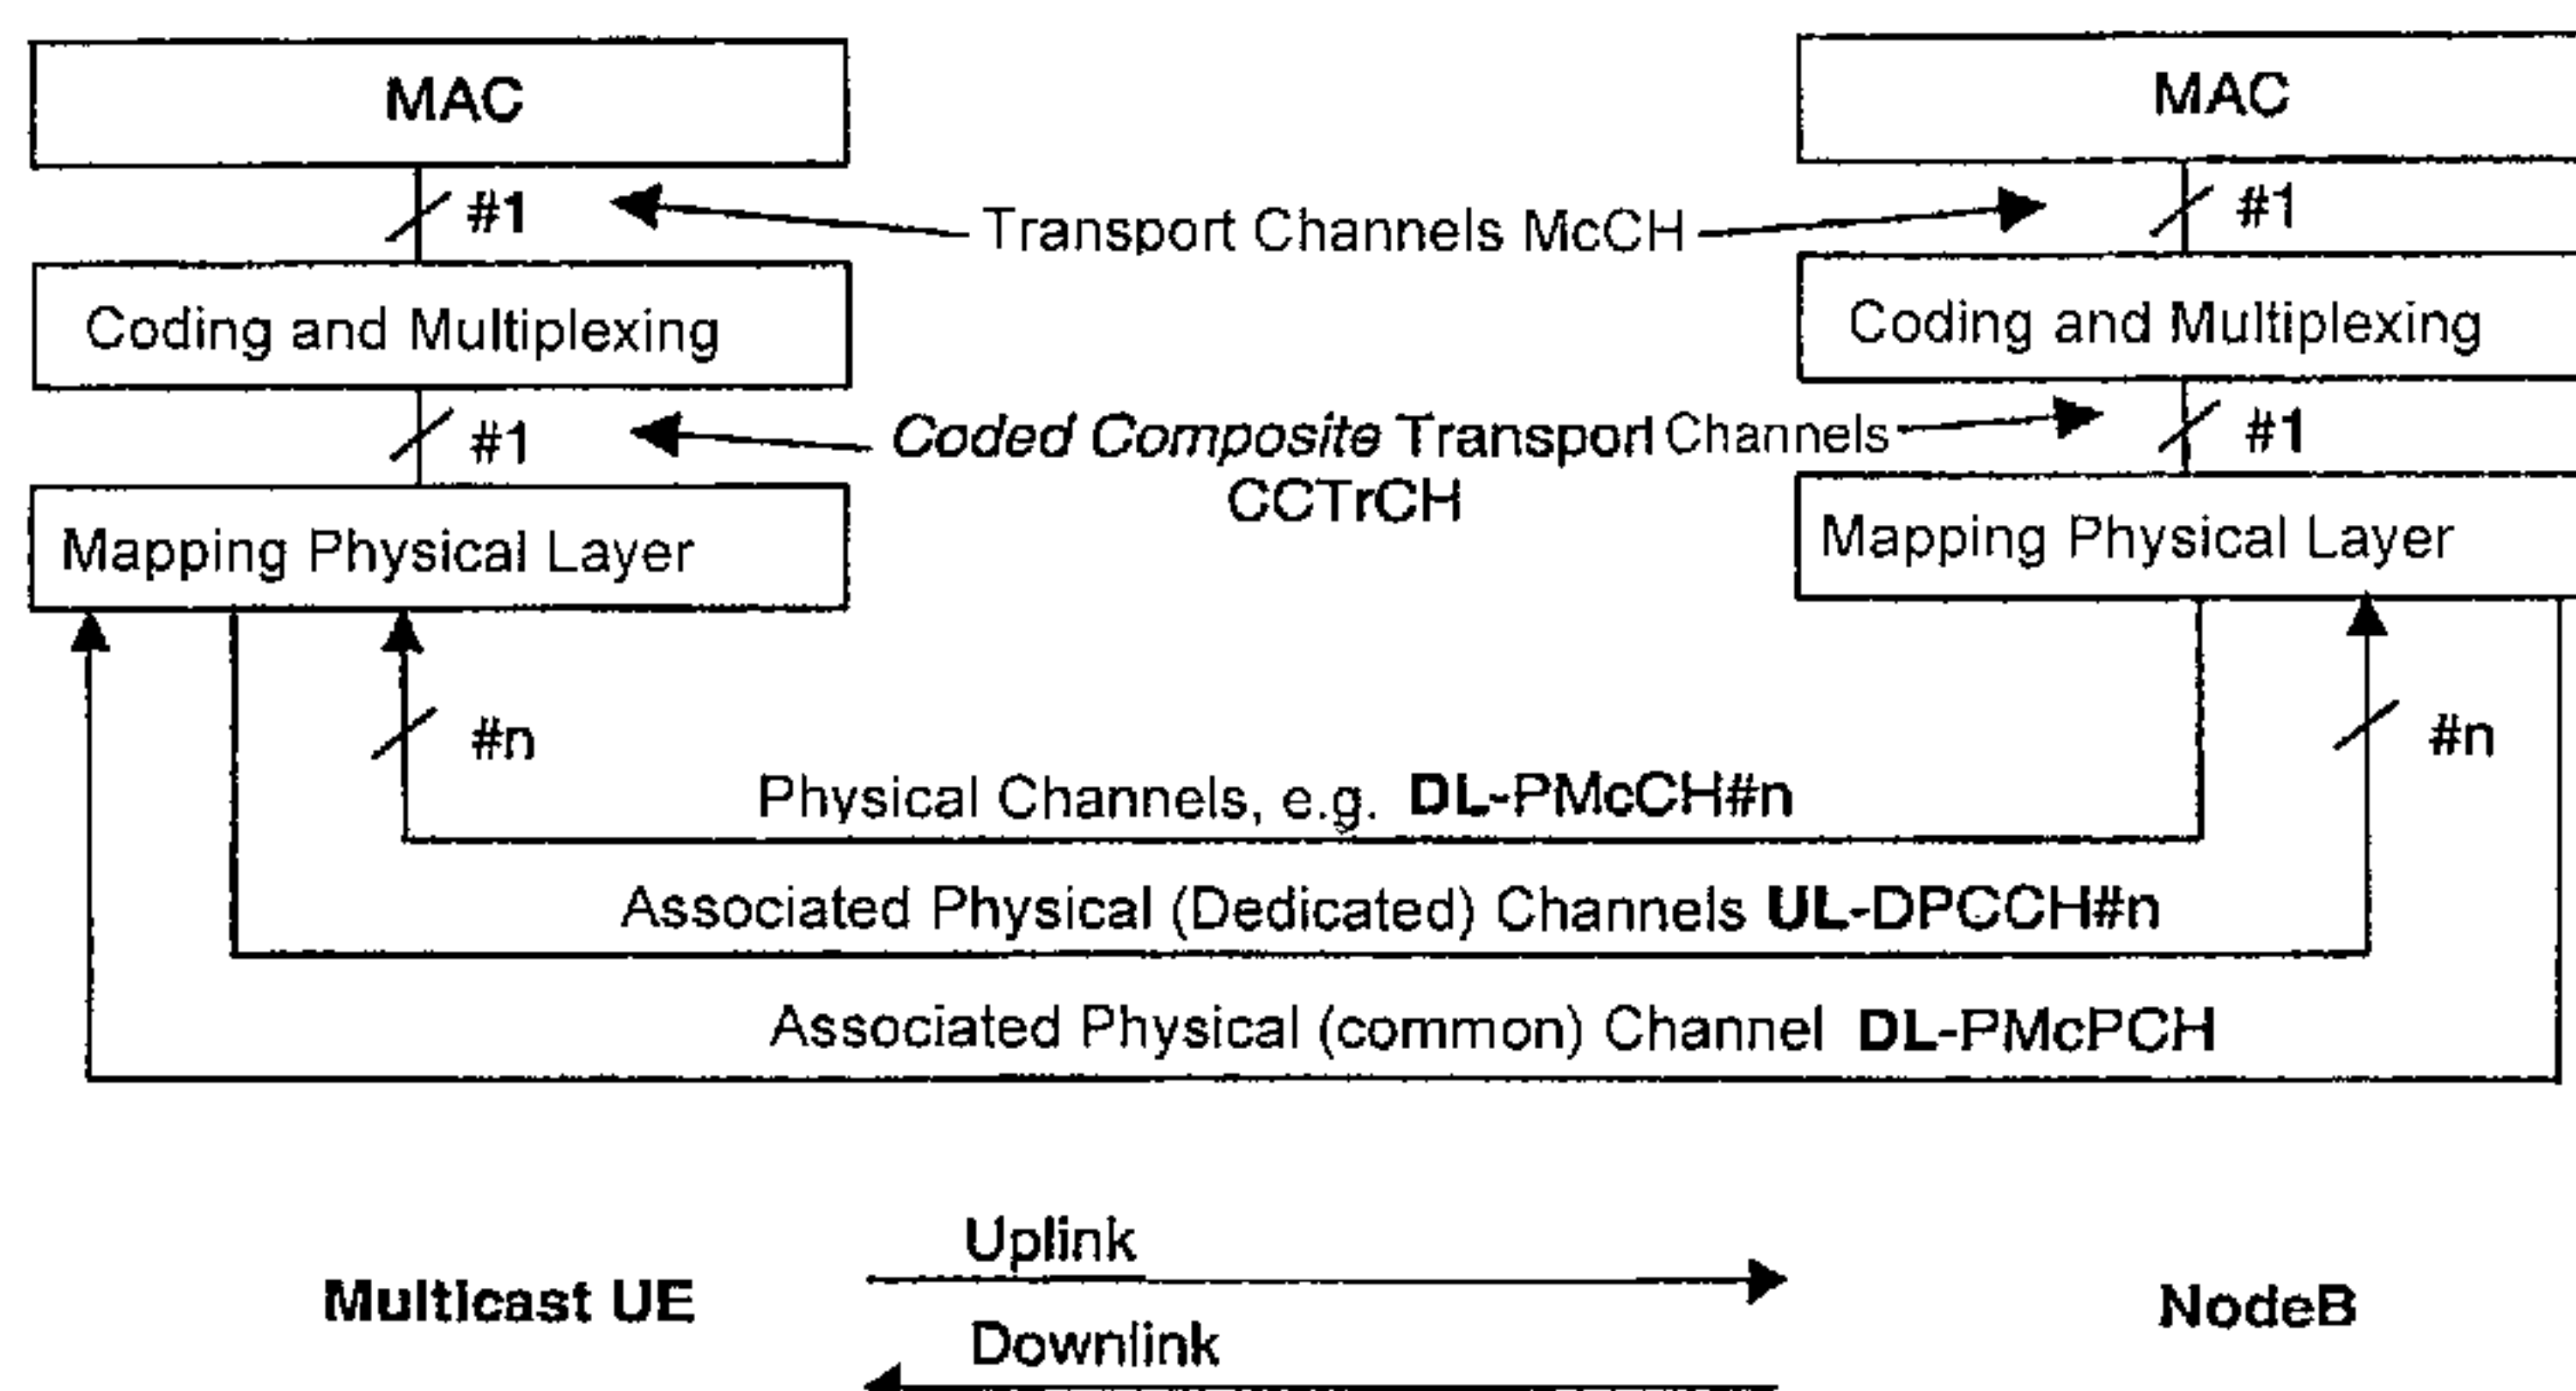 MAC
MAC
#1
Transport Channels McCH
#1
Coding and Multiplexing
Coding and Multiplexing
#1
Coded Composite Transport Channels
#1
CCTrCH
Mapping Physical Layer
Mapping Physical Layer
#n
#n
Physical Channels, e.g. DL-PMcCH#n
Associated Physical (Dedicated) Channels UL-DPCCH#n
Associated Physical (common) Channel DL-PMcPCH
Uplink
Multicast UE
NodeB
Downlink